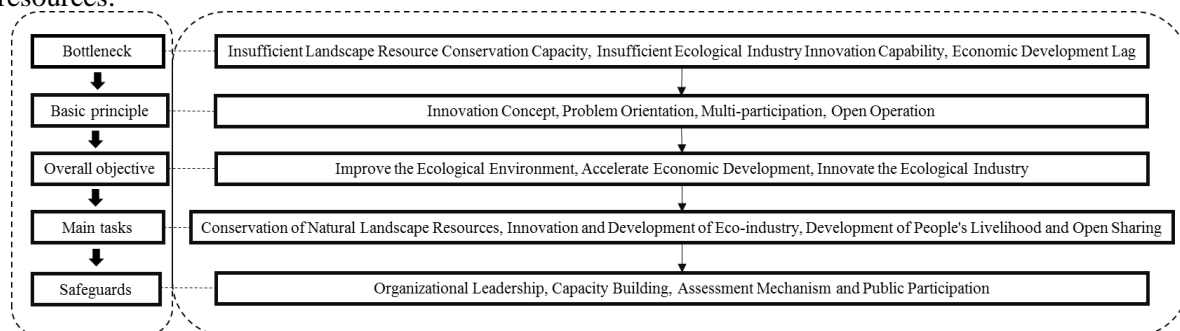 resources.
Bottleneck
Insufficient Landscape Resource Conservation Capacity, Insufficient Ecological Industry Innovation Capability, Economic Development Lag
Basic principle
Innovation Concept, Problem Orientation, Multi-participation, Open Operation
Overall objective
Improve the Ecological Environment, Accelerate Economic Development, Innovate the Ecological Industry
Main tasks
Conservation of Natural Landscape Resources, Innovation and Development of Eco-industry, Development of People's Livelihood and Open Sharing
Safeguards
Organizational Leadership, Capacity Building, Assessment Mechanism and Public Participation